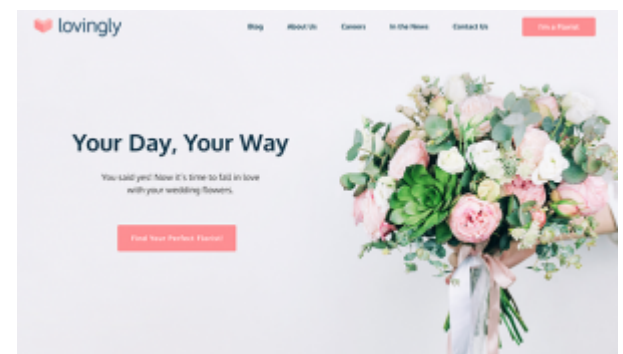 lovingly
Blog About Us Careers In the News Contact Us I'm a Florist
Your Day, Your Way
You said yes! Now it's time to fall in love
with your wedding flowers.
Find Your Perfect Florist!